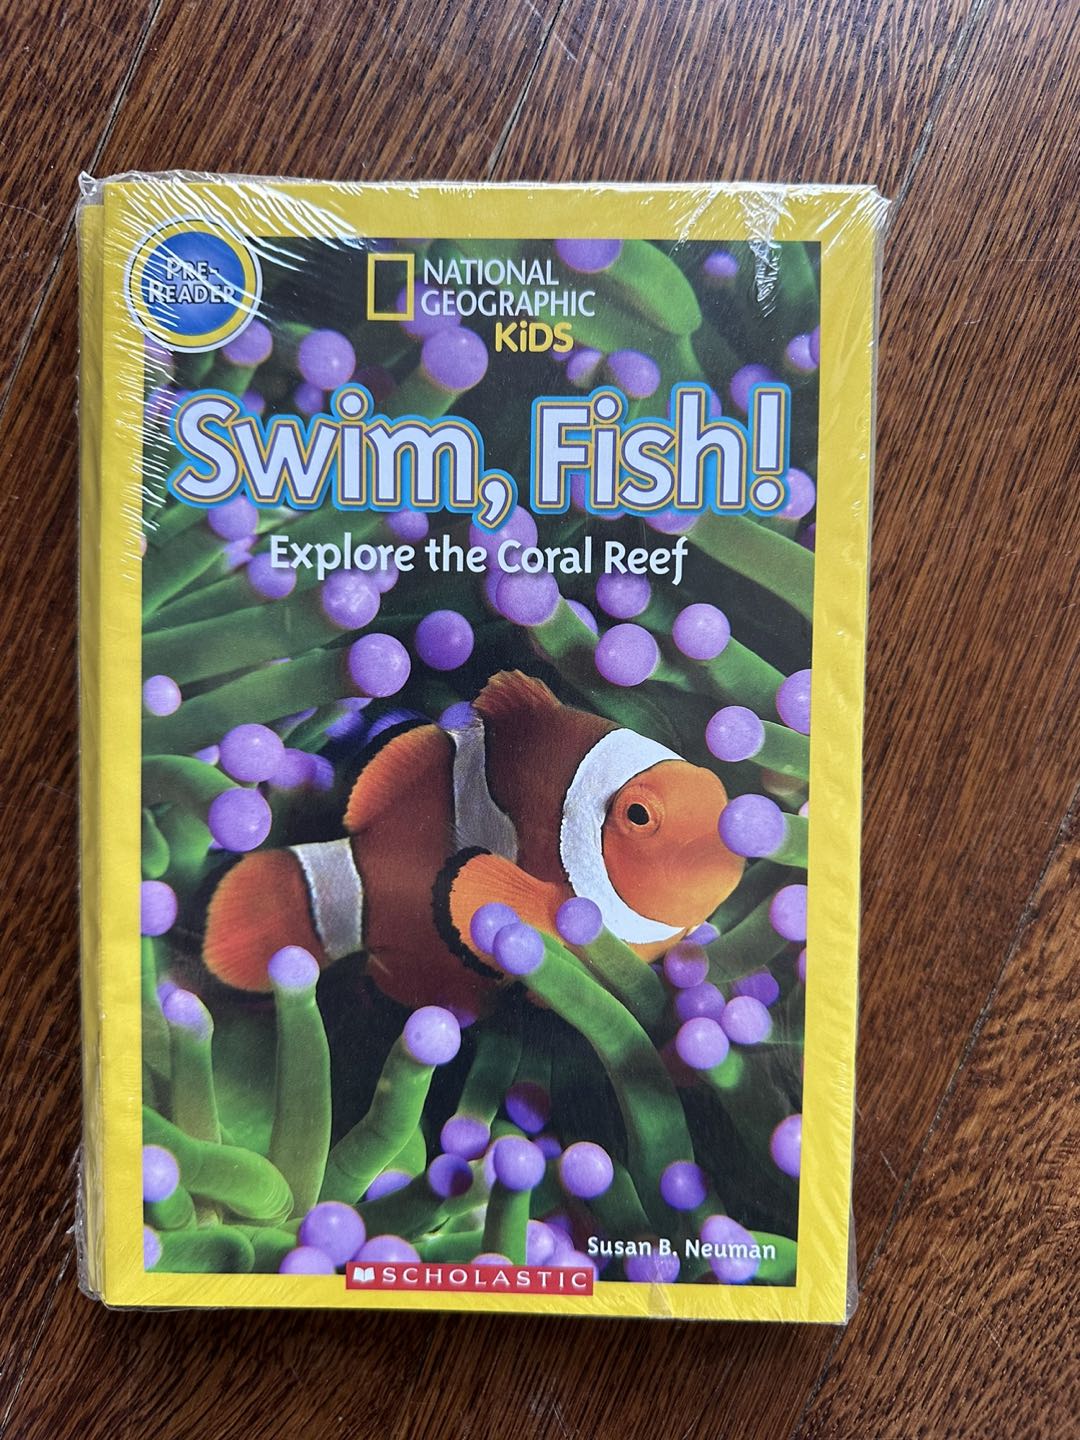 PRE-
READER
NATIONAL
GEOGRAPHIC
KiDS
Swim, Fish!
Explore the Coral Reef
Susan B. Neuman
SCHOLASTIC